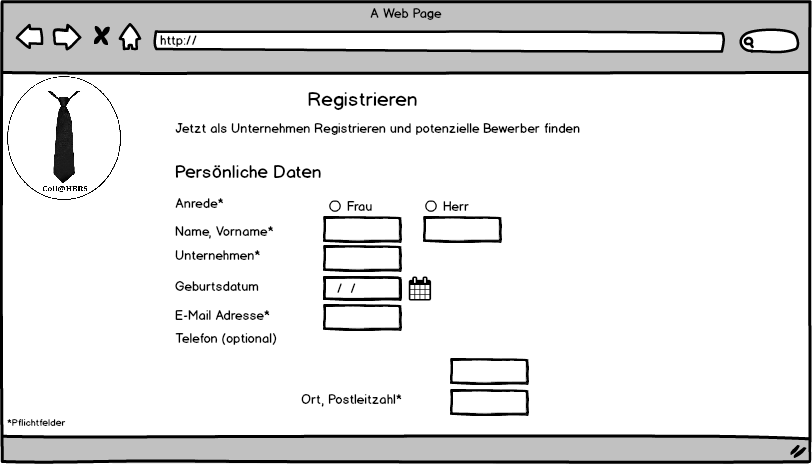 A Web Page
http://
Registrieren
Jetzt als Unternehmen Registrieren und potenzielle Bewerber finden
Coll@HBRS
Persönliche Daten
Anrede* Frau Herr
Name, Vorname*
Unternehmen*
Geburtsdatum / /
E-Mail Adresse*
Telefon (optional)
Ort, Postleitzahl*
*Pflichtfelder